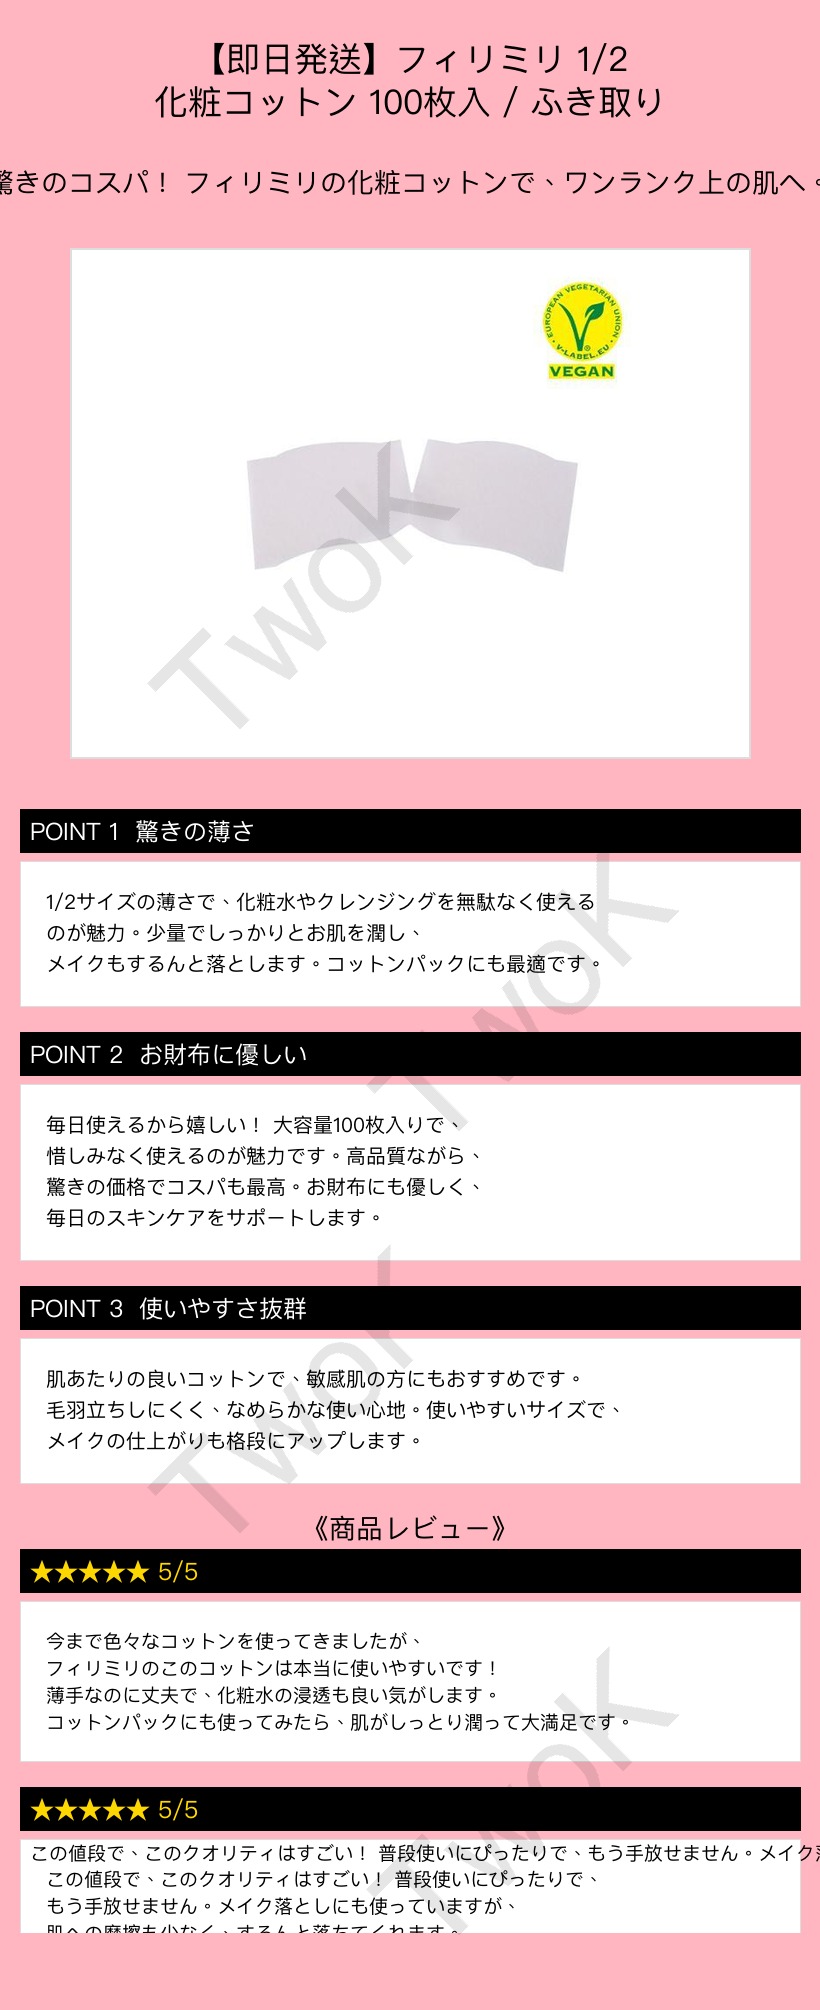 【即日発送】フィリミリ 1/2
化粧コットン 100枚入 / ふき取り
驚きのコスパ！ フィリミリの化粧コットンで、ワンランク上の肌へ。
EUROPEAN VEGETARIAN UNION
V-LABEL.EU
VEGAN
TwoK
POINT 1 驚きの薄さ
1/2サイズの薄さで、化粧水やクレンジングを無駄なく使える
のが魅力。少量でしっかりとお肌を潤し、
メイクもするんと落とします。コットンパックにも最適です。
TwoK
POINT 2 お財布に優しい
毎日使えるから嬉しい！ 大容量100枚入りで、
惜しみなく使えるのが魅力です。高品質ながら、
驚きの価格でコスパも最高。お財布にも優しく、
毎日のスキンケアをサポートします。
POINT 3 使いやすさ抜群
肌あたりの良いコットンで、敏感肌の方にもおすすめです。
毛羽立ちしにくく、なめらかな使い心地。使いやすいサイズで、
メイクの仕上がりも格段にアップします。
TwoK
《商品レビュー》
★★★★★ 5/5
今まで色々なコットンを使ってきましたが、
フィリミリのこのコットンは本当に使いやすいです！
薄手なのに丈夫で、化粧水の浸透も良い気がします。
コットンパックにも使ってみたら、肌がしっとり潤って大満足です。
TwoK
★★★★★ 5/5
この値段で、このクオリティはすごい！ 普段使いにぴったりで、もう手放せません。メイク
この値段で、このクオリティはすごい！ 普段使いにぴったりで、
もう手放せません。メイク落としにも使っていますが、
肌への摩擦も少なく、するんと落ちてくれます。